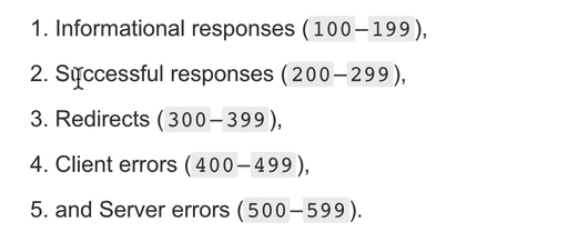 1. Informational responses (100–199),
2. Successful responses (200–299),
3. Redirects (300–399),
4. Client errors (400–499),
5. and Server errors (500–599).